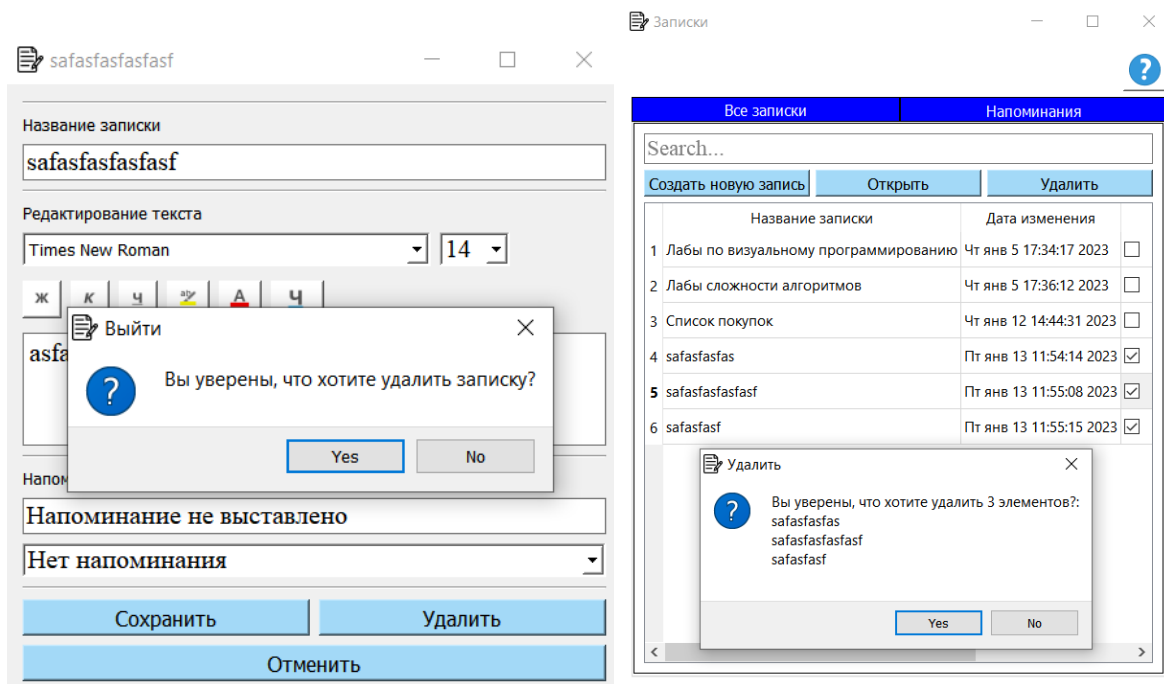 safasfasfasfasf
Название записки
safasfasfasfasf
Редактирование текста
Times New Roman
14
ж к ч aby А Ч
Выйти
Вы уверены, что хотите удалить записку?
Yes No
Напоминание не выставлено
Нет напоминания
Сохранить Удалить
Отменить
Записки
?
Все записки Напоминания
Search...
Создать новую запись Открыть Удалить
Название записки Дата изменения
1 Лабы по визуальному программированию Чт янв 5 17:34:17 2023
2 Лабы сложности алгоритмов Чт янв 5 17:36:12 2023
3 Список покупок Чт янв 12 14:44:31 2023
4 safasfasfas Пт янв 13 11:54:14 2023
5 safasfasfasfasf Пт янв 13 11:55:08 2023
6 safasfasf Пт янв 13 11:55:15 2023
Удалить
Вы уверены, что хотите удалить 3 элементов?:
safasfasfas
safasfasfasfasf
safasfasf
Yes No